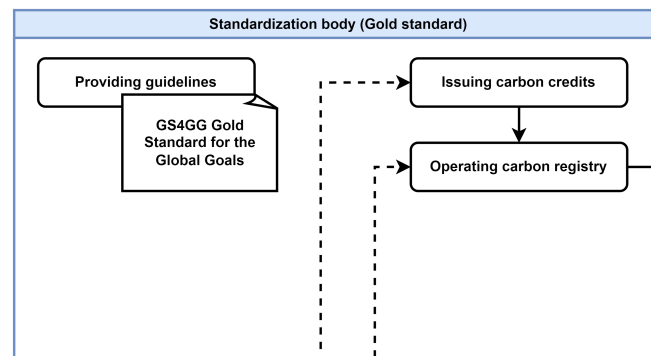 Standardization body (Gold standard)
Providing guidelines
GS4GG Gold
Standard for the
Global Goals
Issuing carbon credits
Operating carbon registry